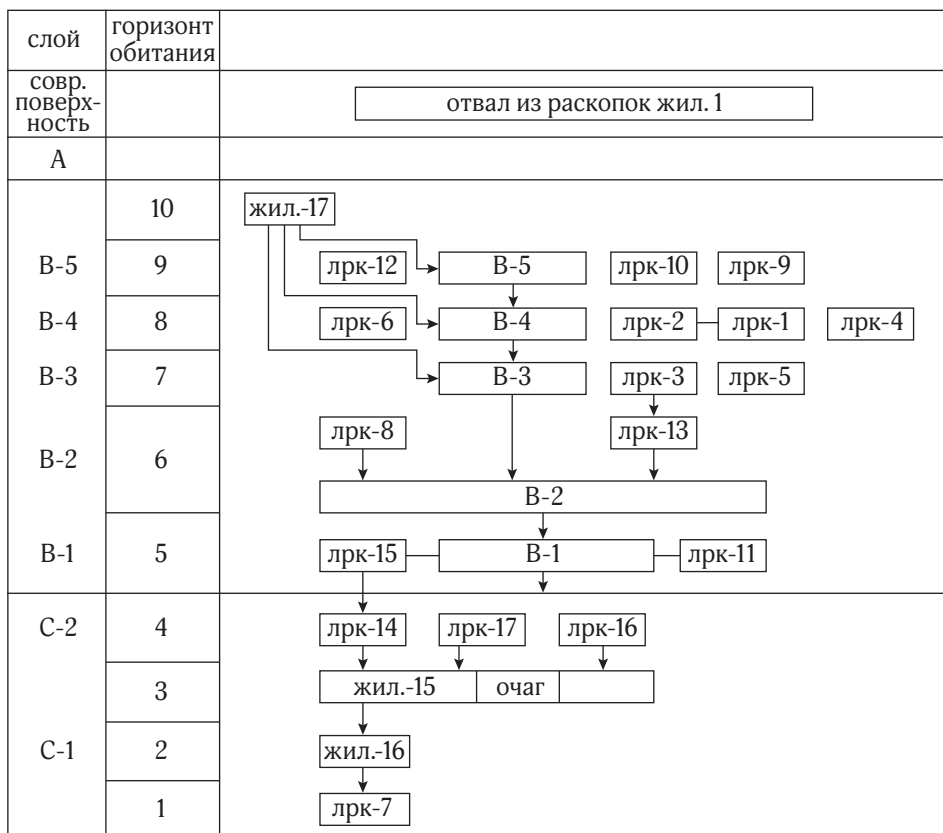 слой
горизонт обитания
совр. поверх-
ность
отвал из раскопок жил. 1
А
10
жил.-17
В-5
9
лрк-12
В-5
лрк-10
лрк-9
В-4
8
лрк-6
В-4
лрк-2
лрк-1
лрк-4
В-3
7
В-3
лрк-3
лрк-5
лрк-8
лрк-13
В-2
6
В-2
В-1
5
лрк-15
В-1
лрк-11
С-2
4
лрк-14
лрк-17
лрк-16
3
жил.-15
очаг
С-1
2
жил.-16
1
лрк-7